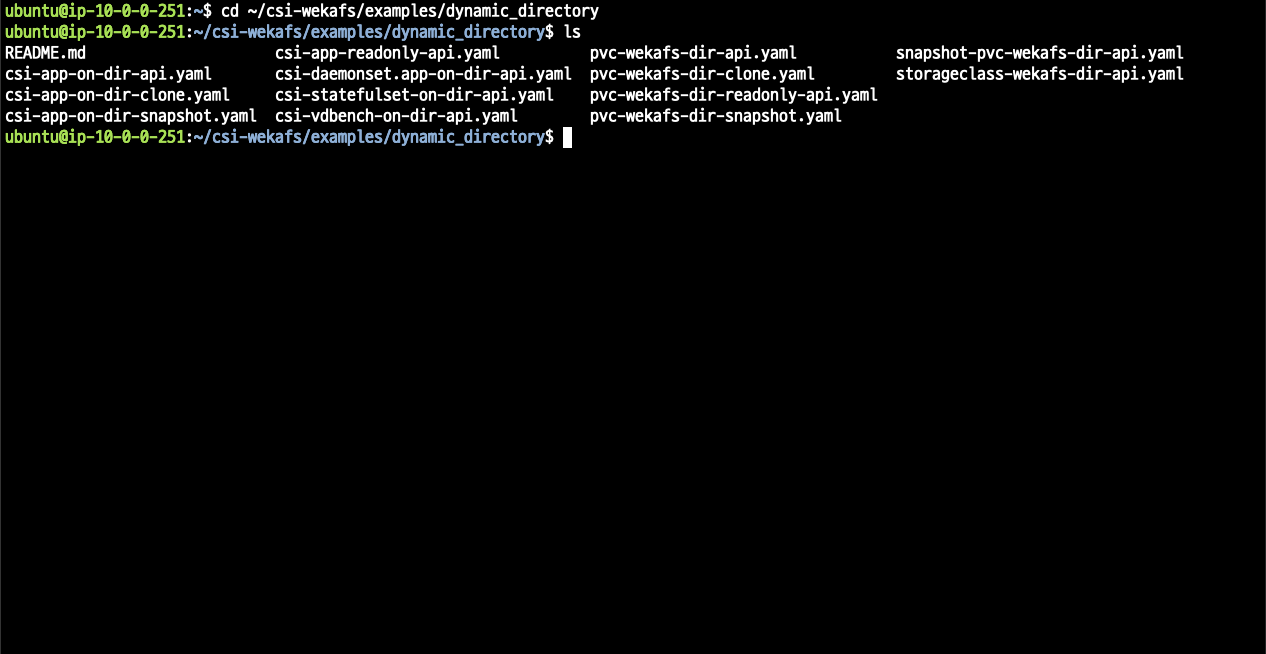 ubuntu@ip-10-0-0-251:~$ cd ~/csi-wekafs/examples/dynamic_directory
ubuntu@ip-10-0-0-251:~/csi-wekafs/examples/dynamic_directory$ ls
README.md                     csi-app-readonly-api.yaml         pvc-wekafs-dir-api.yaml           snapshot-pvc-wekafs-dir-api.yaml
csi-app-on-dir-api.yaml       csi-daemonset.app-on-dir-api.yaml  pvc-wekafs-dir-clone.yaml         storageclass-wekafs-dir-api.yaml
csi-app-on-dir-clone.yaml     csi-statefulset-on-dir-api.yaml    pvc-wekafs-dir-readonly-api.yaml
csi-app-on-dir-snapshot.yaml  csi-vdbench-on-dir-api.yaml        pvc-wekafs-dir-snapshot.yaml
ubuntu@ip-10-0-0-251:~/csi-wekafs/examples/dynamic_directory$